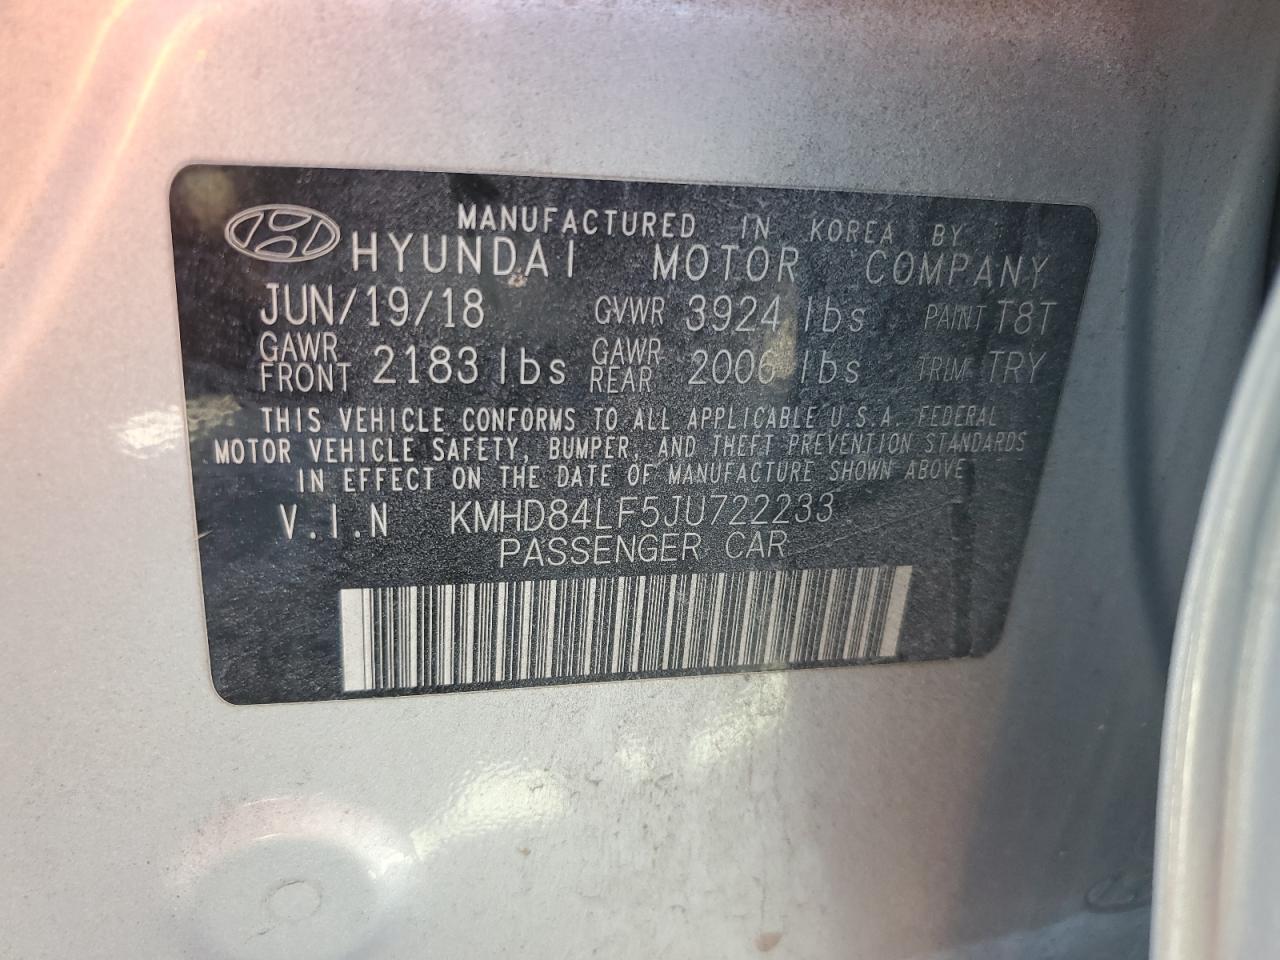 MANUFACTURED IN KOREA BY
HYUNDAI MOTOR COMPANY
JUN/19/18 GVWR 3924 lbs PAINT T8T
GAWR FRONT 2183 lbs GAWR REAR 2006 lbs TRIM TRY
THIS VEHICLE CONFORMS TO ALL APPLICABLE U.S.A. FEDERAL
MOTOR VEHICLE SAFETY, BUMPER, AND THEFT PREVENTION STANDARDS
IN EFFECT ON THE DATE OF MANUFACTURE SHOWN ABOVE
V.I.N KMHD84LF5JU722233
PASSENGER CAR